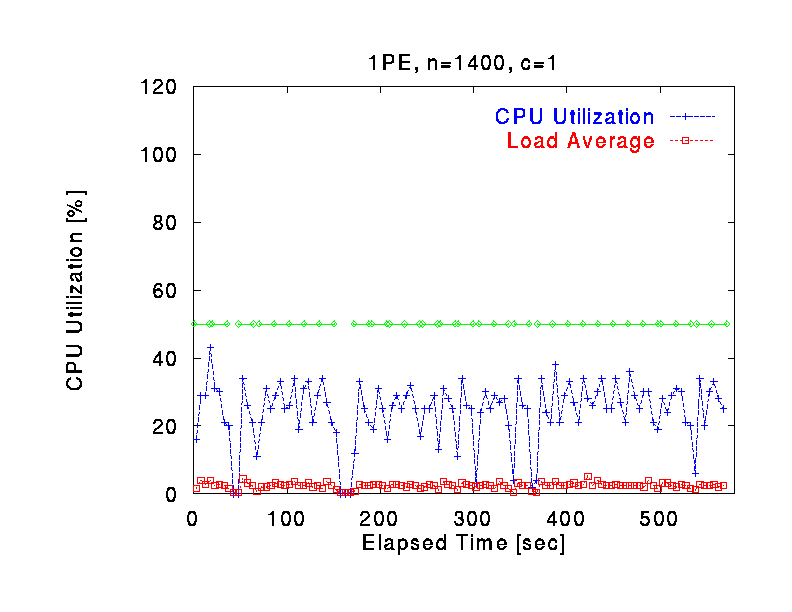 1PE, n=1400, c=1
120
100
80
60
40
20
0
CPU Utilization [%]
CPU Utilization
Load Average
0 100 200 300 400 500
Elapsed Time [sec]